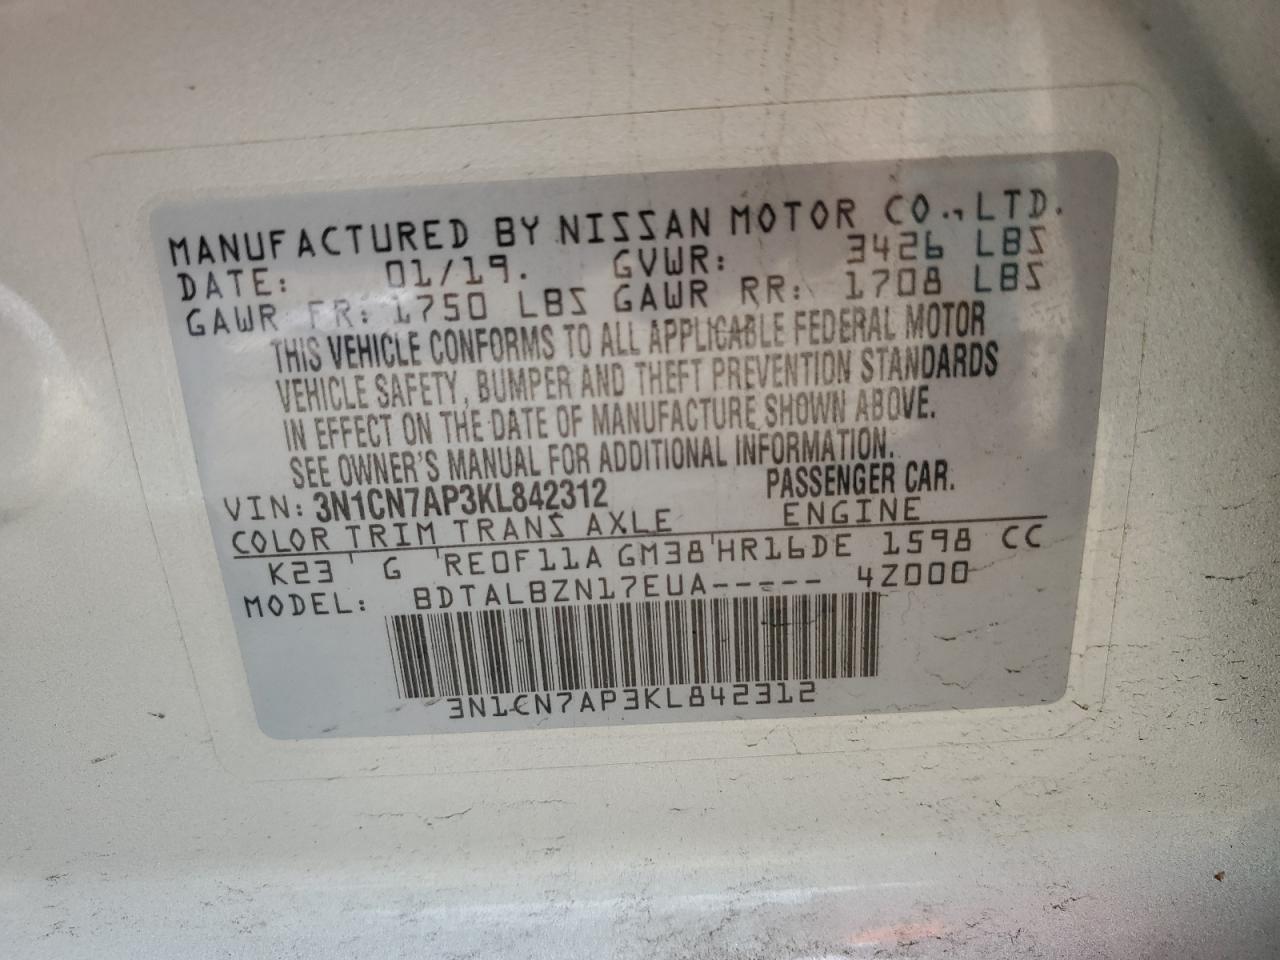 MANUFACTURED BY NISSAN MOTOR CO., LTD.
DATE: 01/19. GVWR: 3426 LBS
GAWR FR: 1750 LBS GAWR RR: 1708 LBS
THIS VEHICLE CONFORMS TO ALL APPLICABLE FEDERAL MOTOR
VEHICLE SAFETY, BUMPER AND THEFT PREVENTION STANDARDS
IN EFFECT ON THE DATE OF MANUFACTURE SHOWN ABOVE.
SEE OWNER'S MANUAL FOR ADDITIONAL INFORMATION.
VIN: 3N1CN7AP3KL842312 PASSENGER CAR.
COLOR TRIM TRANS AXLE ENGINE
K23 G RE0F11A GM38 HR16DE 1598 CC
MODEL: BDTALBZN17EUA----- 4Z000
3N1CN7AP3KL842312